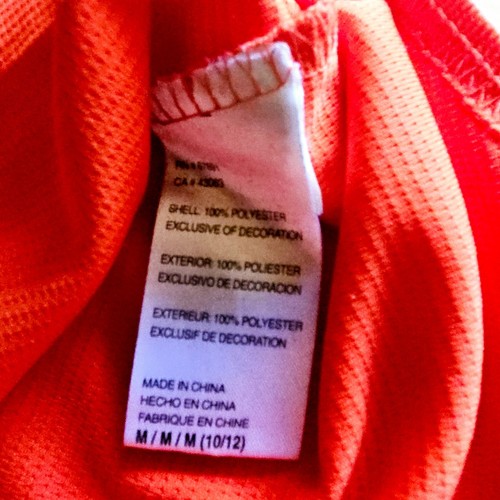 CA #
SHELL: 100% POLYESTER
EXCLUSIVE OF DECORATION
EXTERIOR: 100% POLIESTER
EXCLUSIVO DE DECORACION
EXTERIEUR: 100% POLYESTER
EXCLUSIF DE DECORATION
MADE IN CHINA
HECHO EN CHINA
FABRIQUE EN CHINE
M / M / M (10/12)